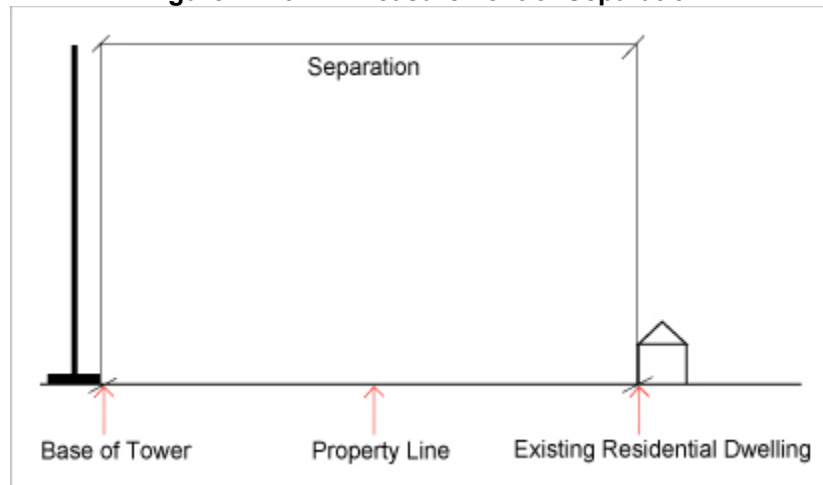 Separation
Base of Tower
Property Line
Existing Residential Dwelling